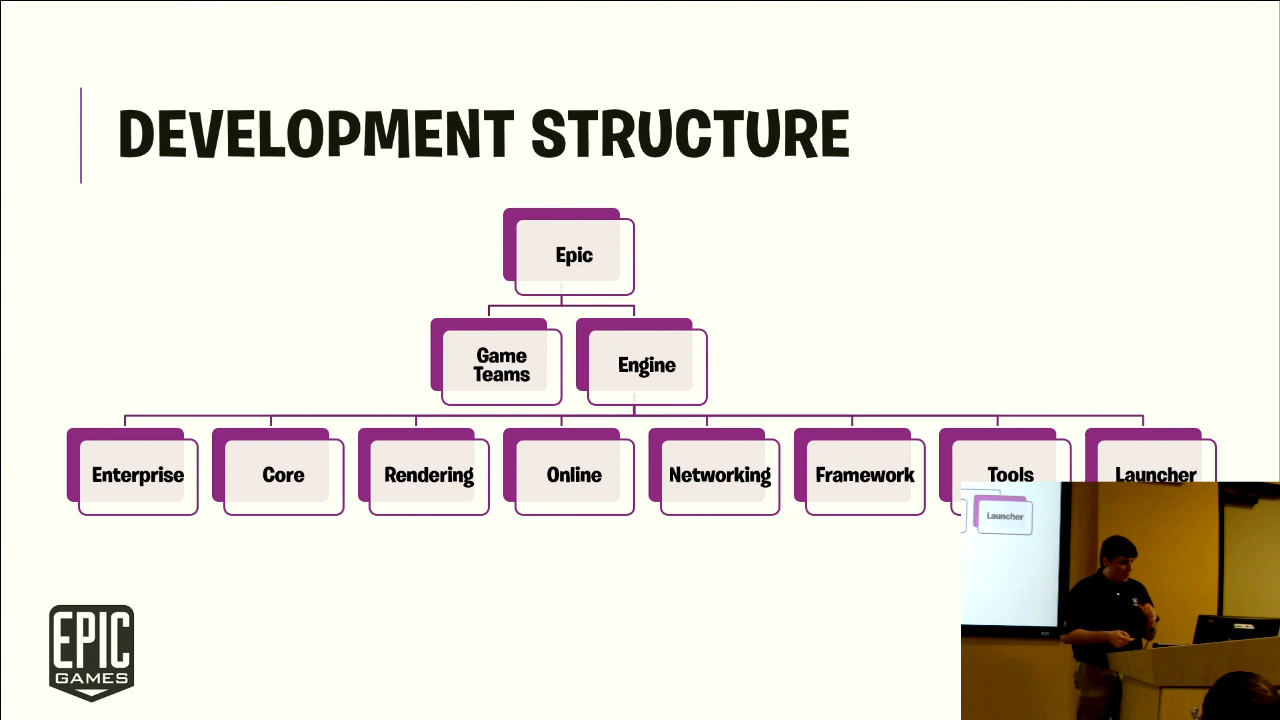 DEVELOPMENT STRUCTURE
Epic
Game
Teams
Engine
Enterprise
Core
Rendering
Online
Networking
Framework
Tools
Launcher
Launcher
EPIC
GAMES